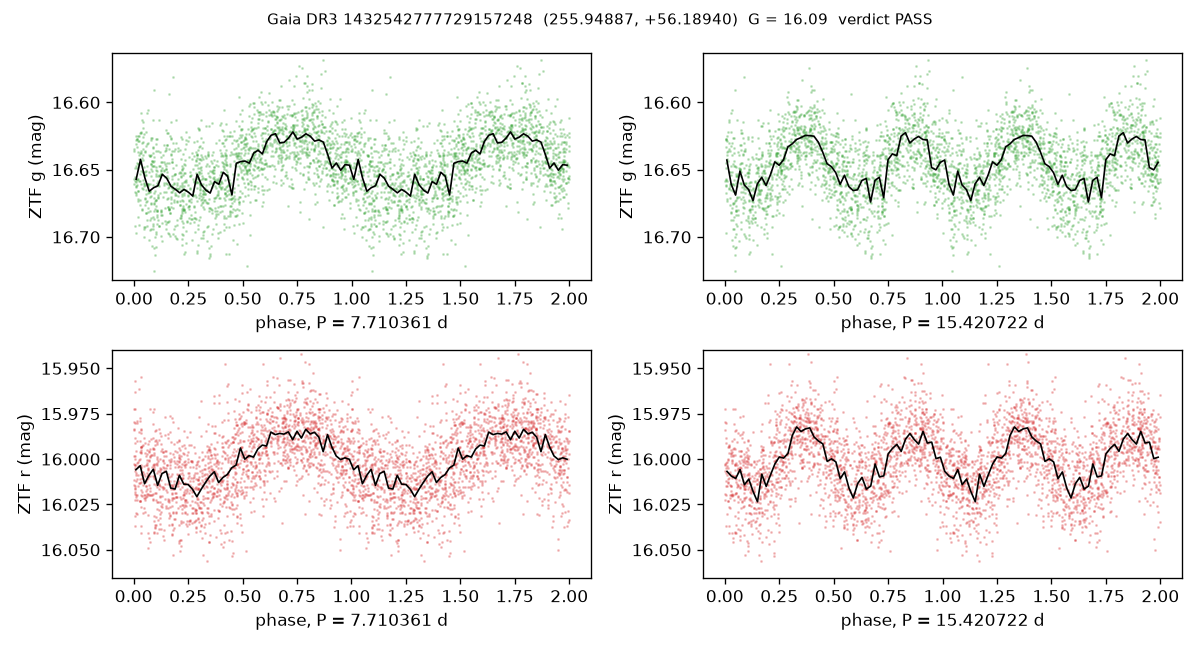 Gaia DR3 1432542777729157248 (255.94887, +56.18940) G = 16.09 verdict PASS
ZTF g (mag)
16.60
16.65
16.70
0.00 0.25 0.50 0.75 1.00 1.25 1.50 1.75 2.00
phase, P = 7.710361 d
ZTF g (mag)
16.60
16.65
16.70
0.00 0.25 0.50 0.75 1.00 1.25 1.50 1.75 2.00
phase, P = 15.420722 d
ZTF r (mag)
15.950
15.975
16.000
16.025
16.050
0.00 0.25 0.50 0.75 1.00 1.25 1.50 1.75 2.00
phase, P = 7.710361 d
ZTF r (mag)
15.950
15.975
16.000
16.025
16.050
0.00 0.25 0.50 0.75 1.00 1.25 1.50 1.75 2.00
phase, P = 15.420722 d